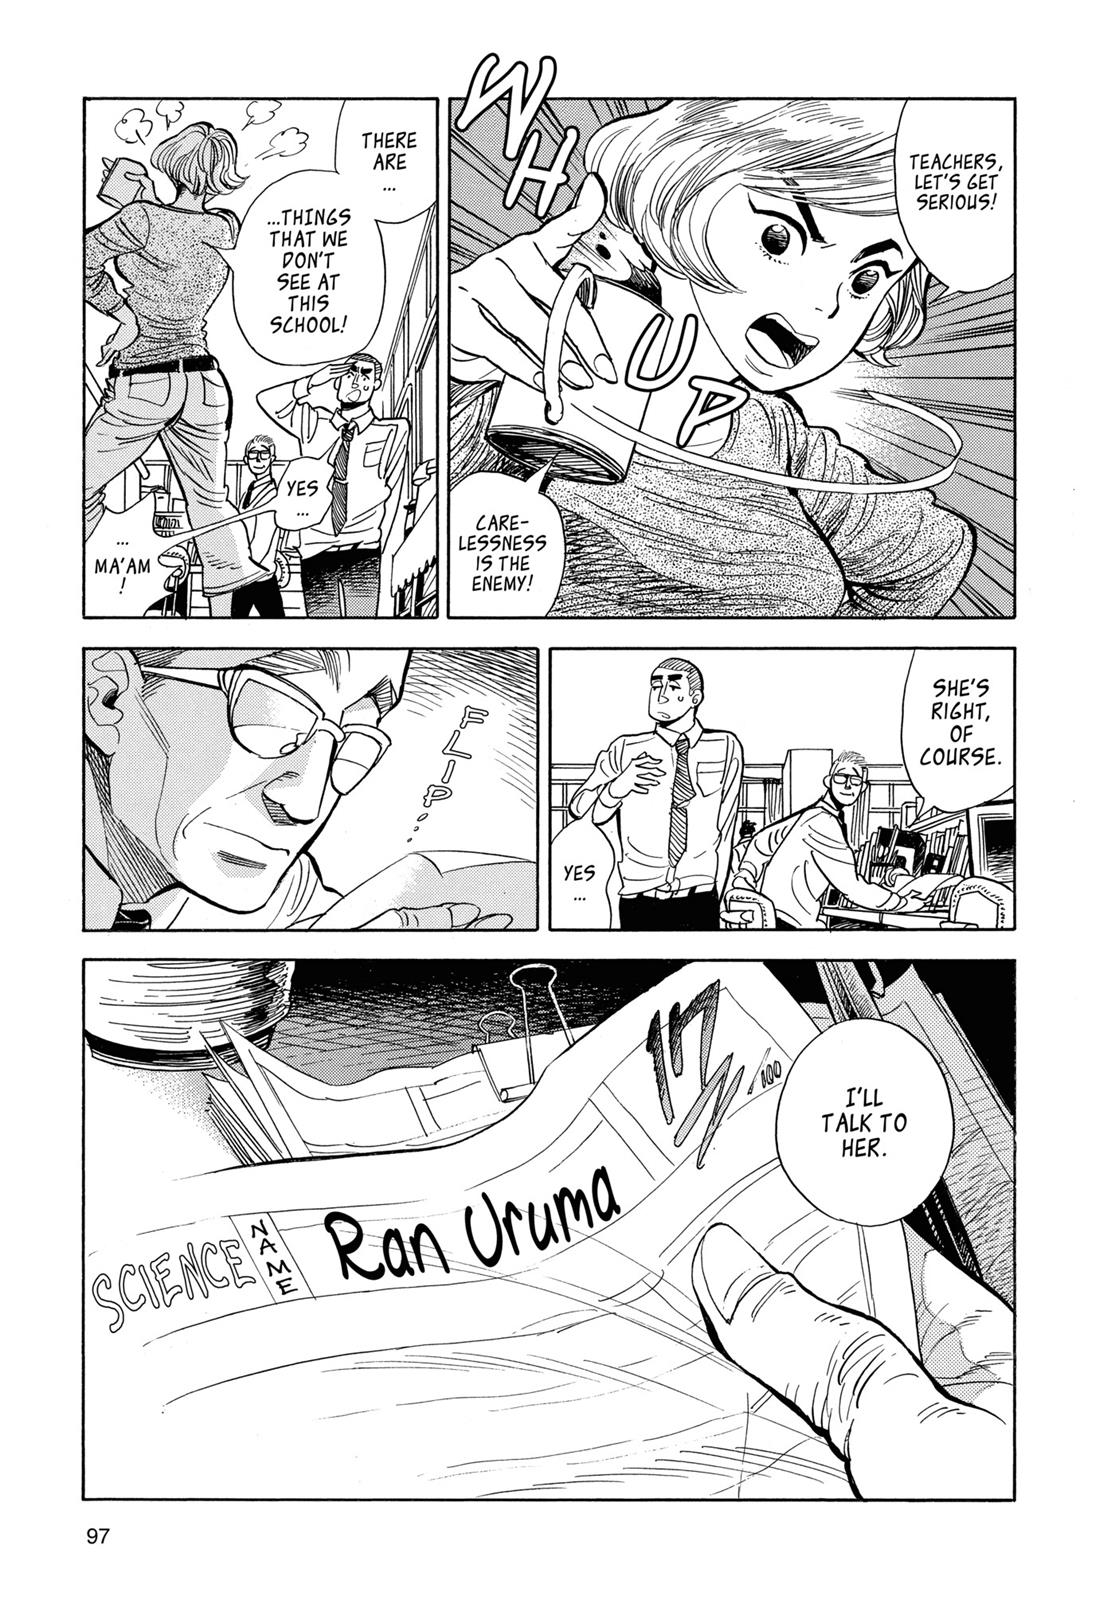 TEACHERS,
LET'S GET
SERIOUS!
WH
UP
CARE-
LESSNESS
IS THE
ENEMY!
THERE
ARE
...
...THINGS
THAT WE
DON'T
SEE AT
THIS
SCHOOL!
YES
...
...
MA'AM
!
SHE'S
RIGHT,
OF
COURSE.
YES
...
FLIP...
17/100
I'LL
TALK TO
HER.
SCIENCE NAME Ran Uruma
97